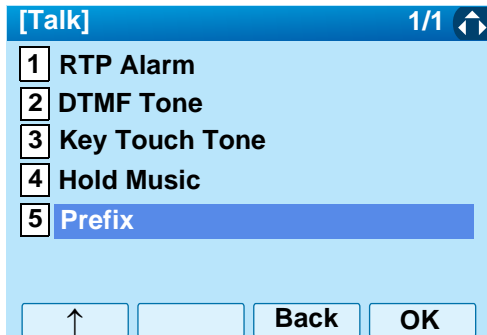 [Talk] 1/1
1 RTP Alarm
2 DTMF Tone
3 Key Touch Tone
4 Hold Music
5 Prefix
↑ Back OK